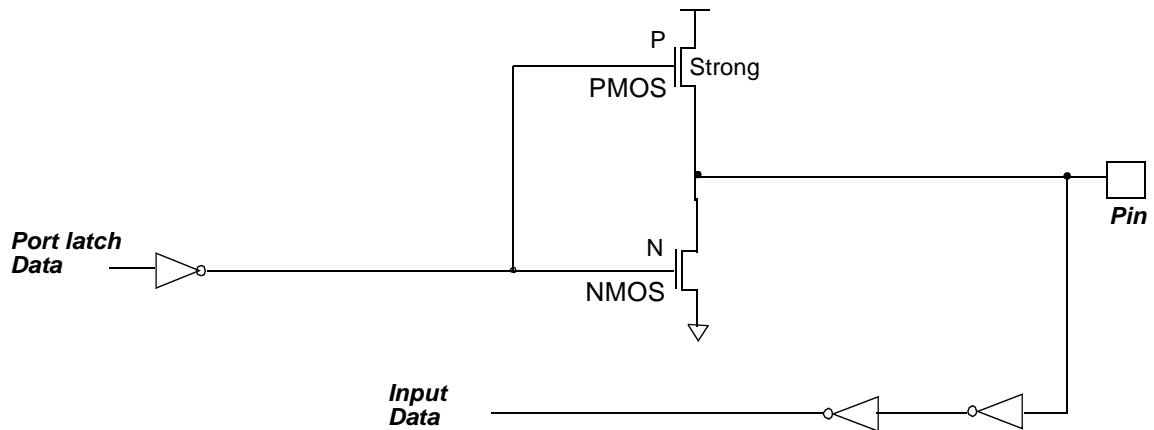 P
Strong
PMOS
Pin
Port latch
Data
N
NMOS
Input
Data